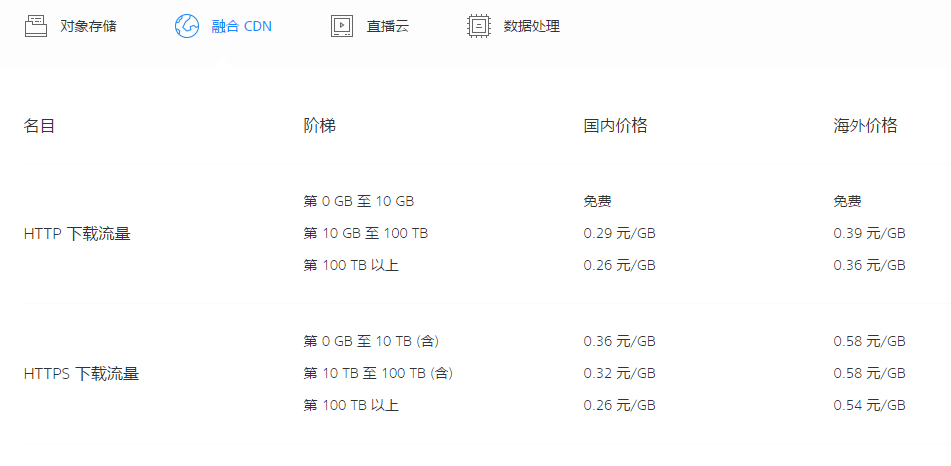 对象存储 融合 CDN 直播云 数据处理
名目 阶梯 国内价格 海外价格
第 0 GB 至 10 GB 免费 免费
HTTP 下载流量 第 10 GB 至 100 TB 0.29 元/GB 0.39 元/GB
第 100 TB 以上 0.26 元/GB 0.36 元/GB
第 0 GB 至 10 TB (含) 0.36 元/GB 0.58 元/GB
HTTPS 下载流量 第 10 TB 至 100 TB (含) 0.32 元/GB 0.58 元/GB
第 100 TB 以上 0.26 元/GB 0.54 元/GB